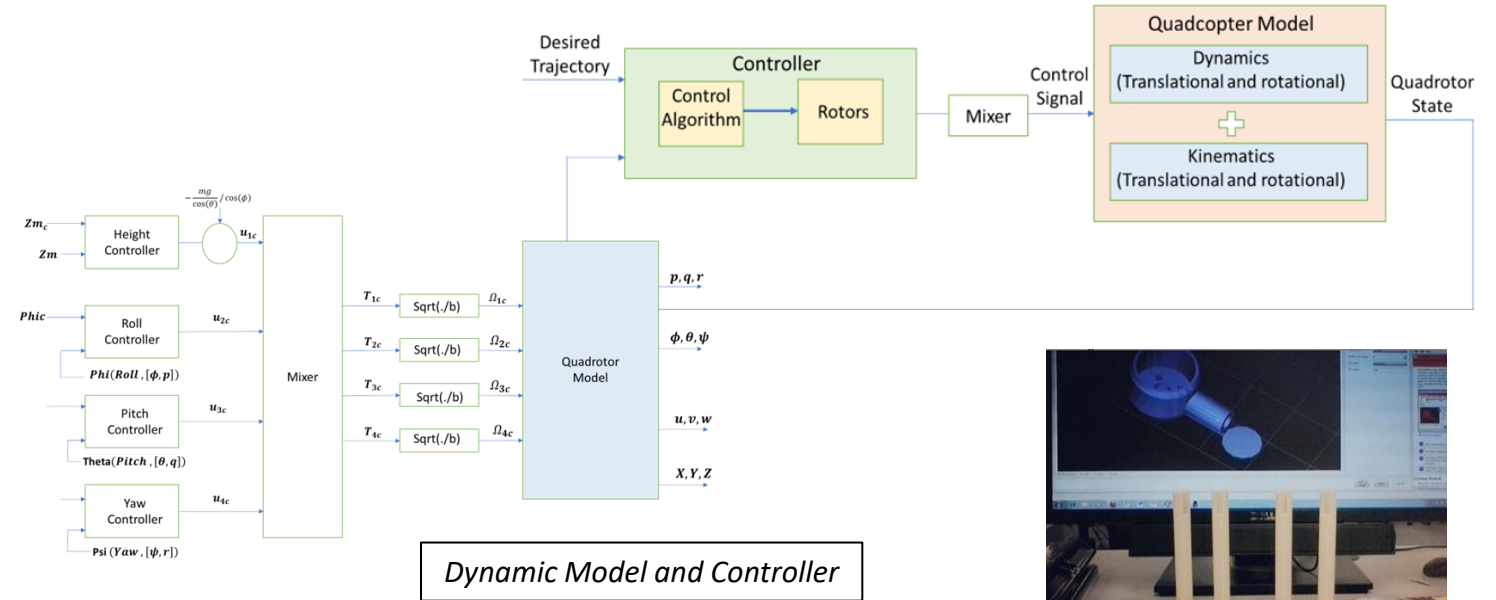 Quadcopter Model
Dynamics
(Translational and rotational)
Kinematics
(Translational and rotational)
Desired
Trajectory
Controller
Control
Algorithm
Rotors
Mixer
Control
Signal
Quadrotor
State
-mg/cos(θ) /cos(ϕ)
Zm_c
Zm
Height
Controller
u_1c
Phic
Roll
Controller
u_2c
Phi(Roll ,[ϕ,p])
Pitch
Controller
u_3c
Theta(Pitch ,[θ,q])
Yaw
Controller
u_4c
Psi (Yaw ,[ψ,r])
Mixer
T_1c
Sqrt(./b)
Ω_1c
T_2c
Sqrt(./b)
Ω_2c
T_3c
Sqrt(./b)
Ω_3c
T_4c
Sqrt(./b)
Ω_4c
Quadrotor
Model
p,q,r
ϕ,θ,ψ
u,v,w
X,Y,Z
Dynamic Model and Controller